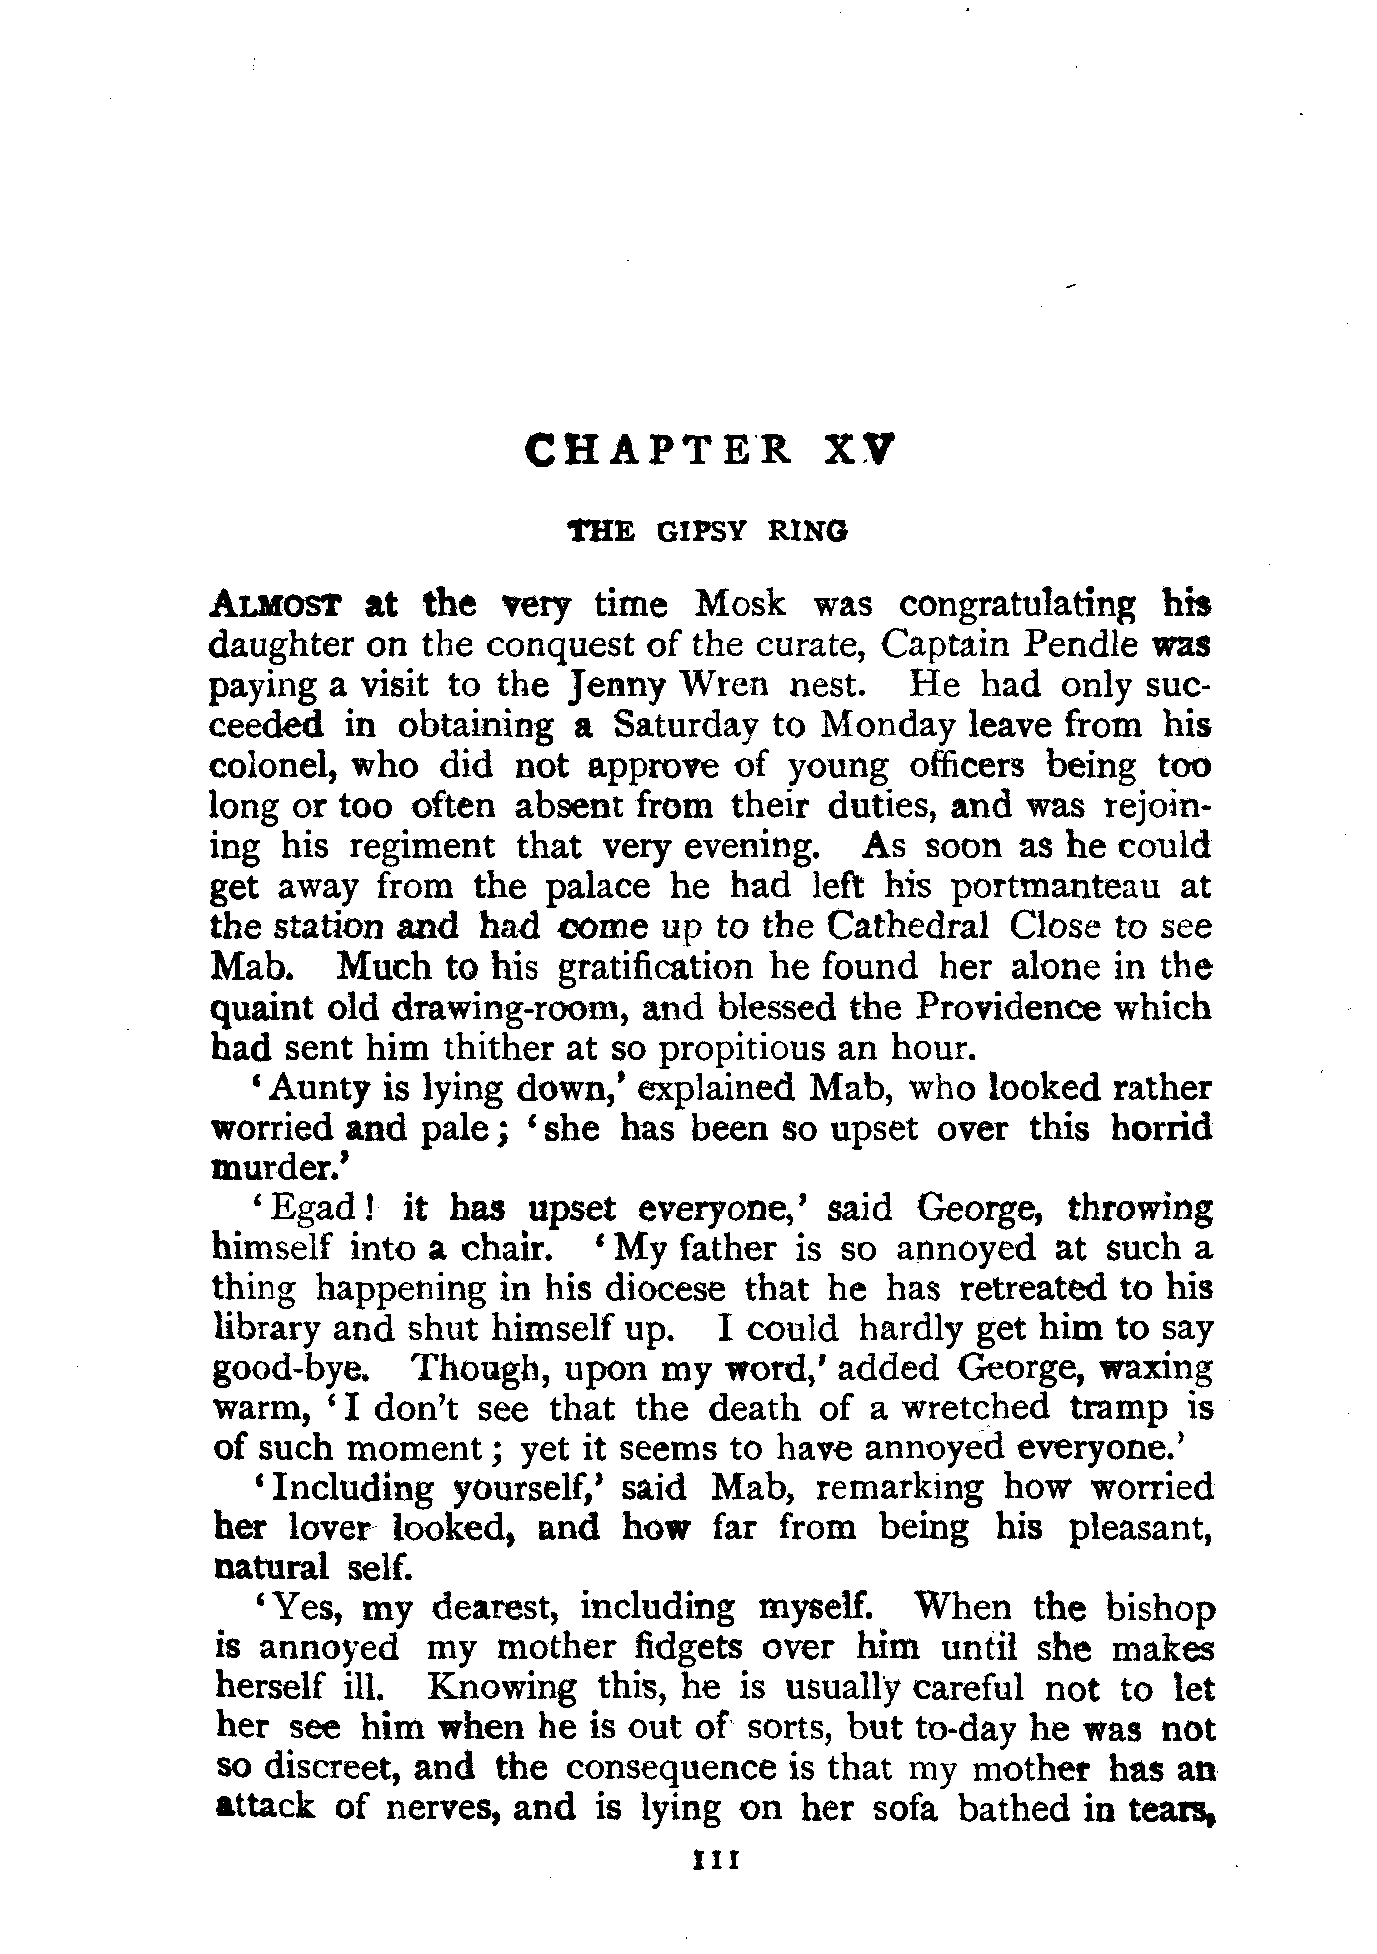 CHAPTER XV
THE GIPSY RING
ALMOST at the very time Mosk was congratulating his
daughter on the conquest of the curate, Captain Pendle was
paying a visit to the Jenny Wren nest. He had only suc-
ceeded in obtaining a Saturday to Monday leave from his
colonel, who did not approve of young officers being too
long or too often absent from their duties, and was rejoin-
ing his regiment that very evening. As soon as he could
get away from the palace he had left his portmanteau at
the station and had come up to the Cathedral Close to see
Mab. Much to his gratification he found her alone in the
quaint old drawing-room, and blessed the Providence which
had sent him thither at so propitious an hour.
‘Aunty is lying down,’ explained Mab, who looked rather
worried and pale; ‘she has been so upset over this horrid
murder.’
‘Egad! it has upset everyone,’ said George, throwing
himself into a chair. ‘My father is so annoyed at such a
thing happening in his diocese that he has retreated to his
library and shut himself up. I could hardly get him to say
good-bye. Though, upon my word,’ added George, waxing
warm, ‘I don't see that the death of a wretched tramp is
of such moment; yet it seems to have annoyed everyone.’
‘Including yourself,’ said Mab, remarking how worried
her lover looked, and how far from being his pleasant,
natural self.
‘Yes, my dearest, including myself. When the bishop
is annoyed my mother fidgets over him until she makes
herself ill. Knowing this, he is usually careful not to let
her see him when he is out of sorts, but to-day he was not
so discreet, and the consequence is that my mother has an
attack of nerves, and is lying on her sofa bathed in tears,
111